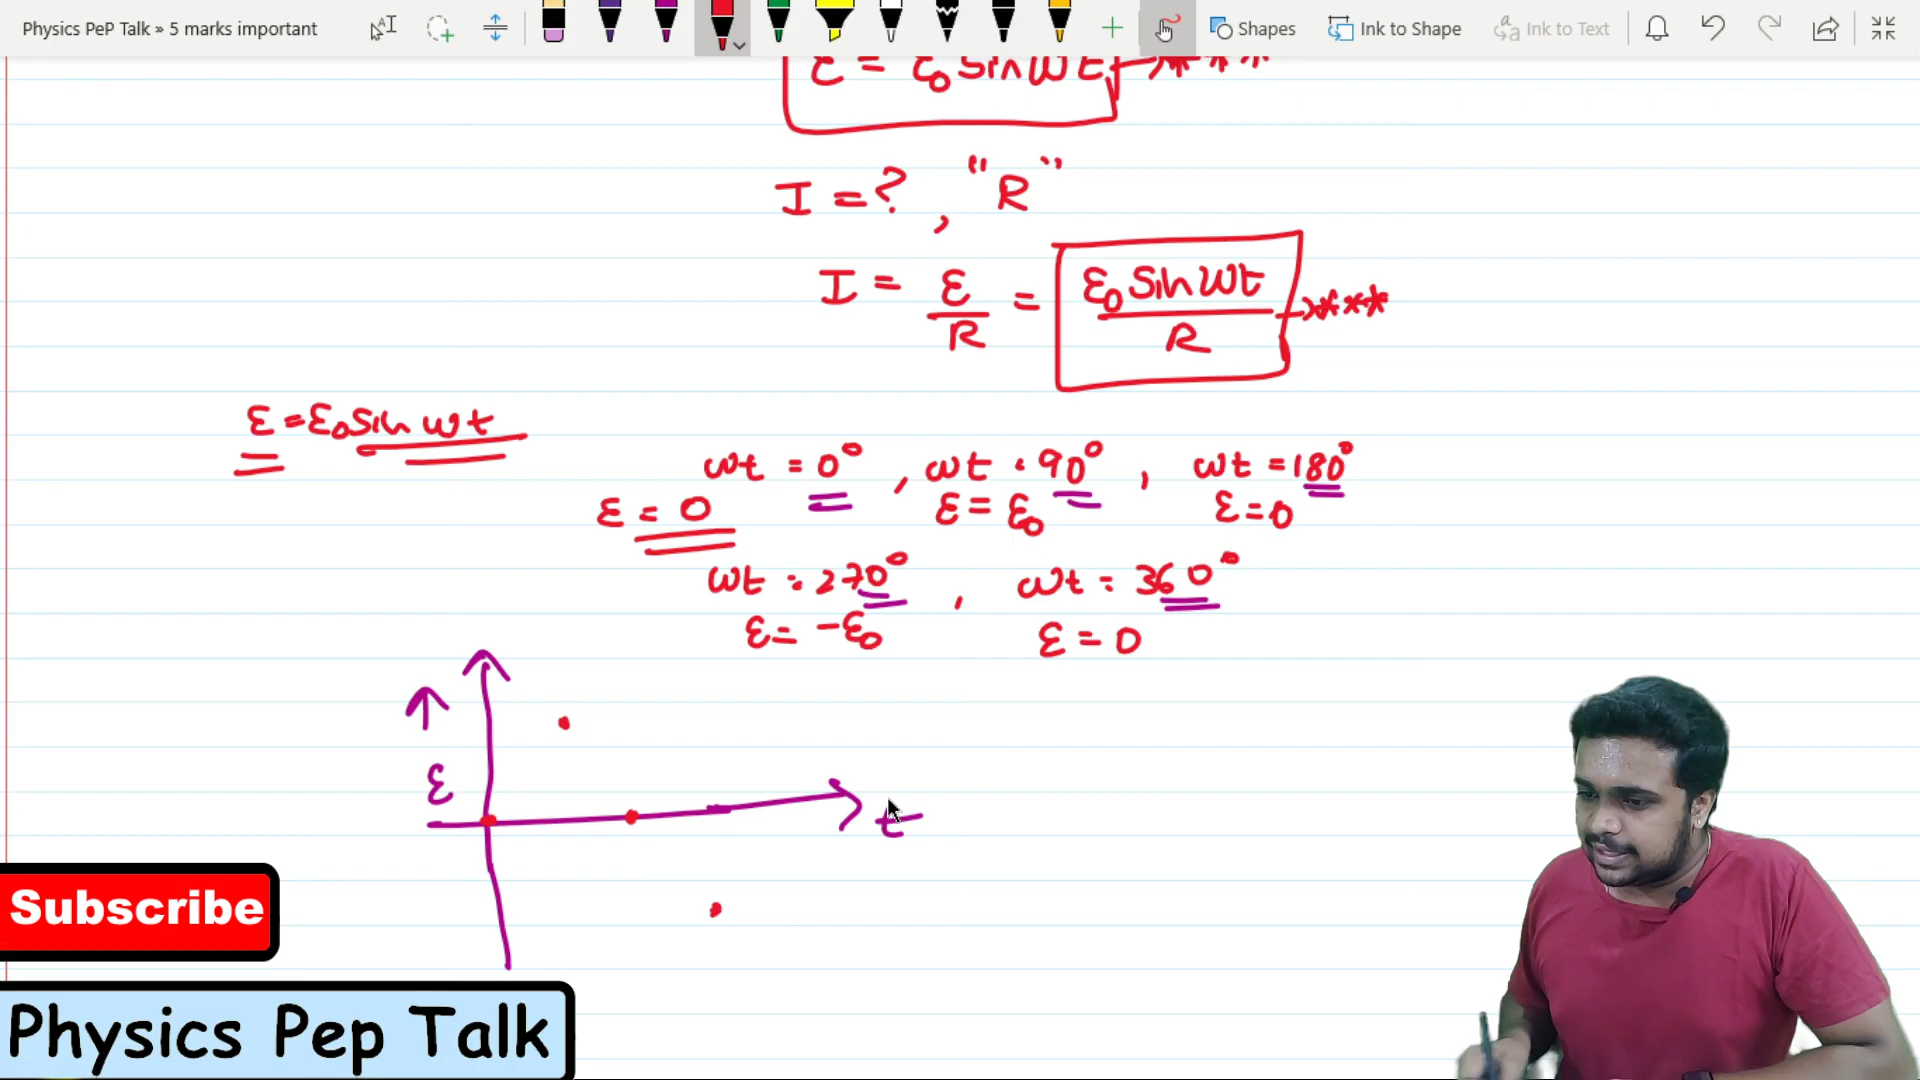 Physics PeP Talk » 5 marks important
Shapes
Ink to Shape
Ink to Text
ε = ε₀ Sin ωt → ***
I = ? , "R"
I = ε/R = ε₀ Sin ωt/R → ***
ε = ε₀ Sin ωt
ωt = 0° , ωt = 90° , ωt = 180°
ε = 0 ε = ε₀ ε = 0
ωt = 270° , ωt = 360°
ε = -ε₀ ε = 0
ε
t
Subscribe
Physics Pep Talk